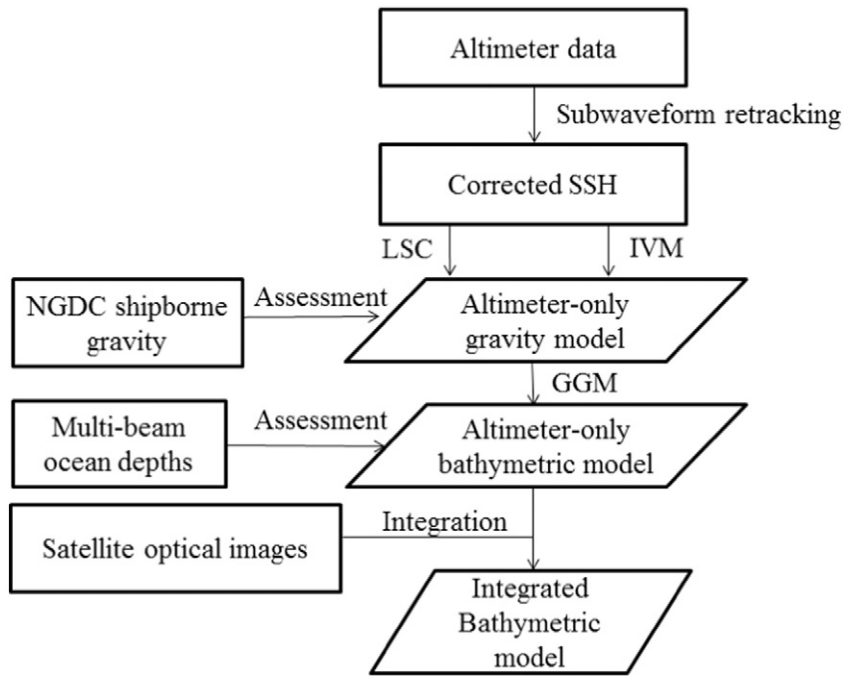 Altimeter data
Subwaveform retracking
Corrected SSH
LSC
IVM
NGDC shipborne
gravity
Assessment
Altimeter-only
gravity model
GGM
Multi-beam
ocean depths
Assessment
Altimeter-only
bathymetric model
Satellite optical images
Integration
Integrated
Bathymetric
model